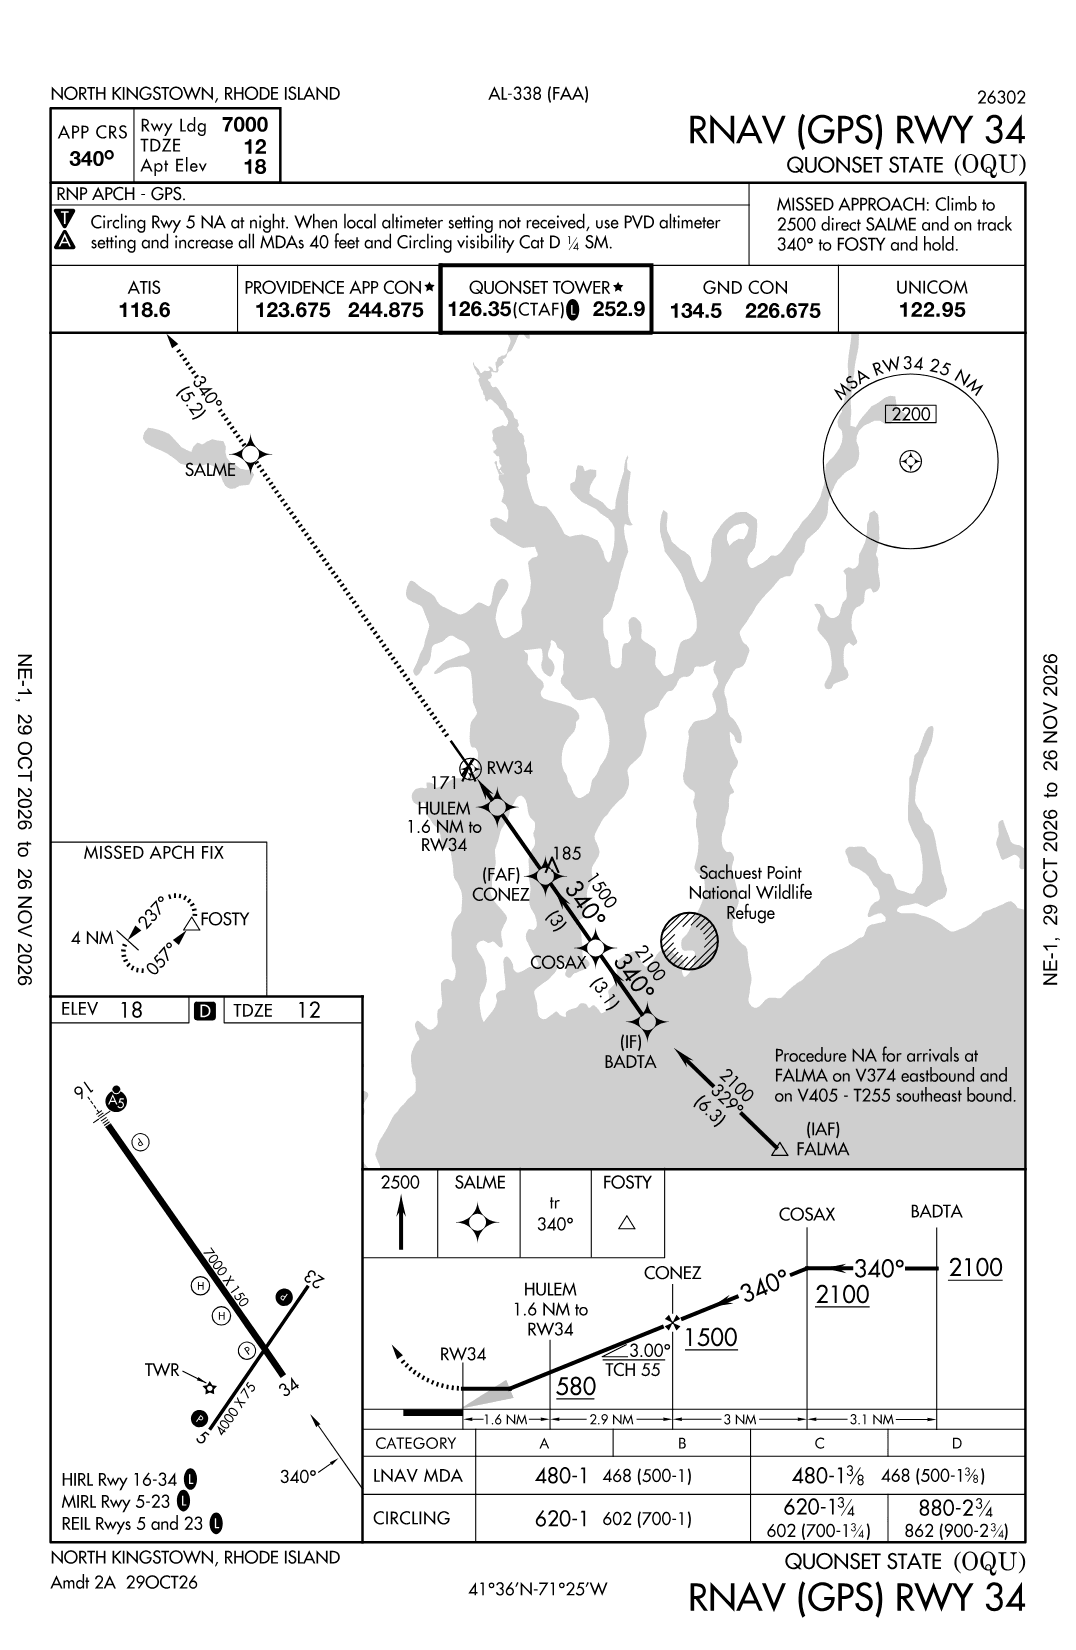 NORTH KINGSTOWN, RHODE ISLAND
AL-338 (FAA)
26302
APP CRS
340°
Rwy Ldg 7000
TDZE 12
Apt Elev 18
RNAV (GPS) RWY 34
QUONSET STATE (OQU)
RNP APCH - GPS.
T
A
Circling Rwy 5 NA at night. When local altimeter setting not received, use PVD altimeter
setting and increase all MDAs 40 feet and Circling visibility Cat D ¼ SM.
MISSED APPROACH: Climb to
2500 direct SALME and on track
340° to FOSTY and hold.
ATIS
118.6
PROVIDENCE APP CON★
123.675 244.875
QUONSET TOWER★
126.35(CTAF) L 252.9
GND CON
134.5 226.675
UNICOM
122.95
340°
(5.2)
SALME
MSA RW34 25 NM
2200
RW34
171
HULEM
1.6 NM to
RW34
185
(FAF)
CONEZ
1500
340°
(3)
COSAX
2100
340°
(3.1)
(IF)
BADTA
Sachuest Point
National Wildlife
Refuge
2100
329°
(6.3)
Procedure NA for arrivals at
FALMA on V374 eastbound and
on V405 - T255 southeast bound.
(IAF)
FALMA
MISSED APCH FIX
237°
FOSTY
4 NM
057°
NE-1, 29 OCT 2026 to 26 NOV 2026
NE-1, 29 OCT 2026 to 26 NOV 2026
ELEV 18
D
TDZE 12
16
A5
P
7000 X 150
H
H
P
P
23
TWR
34
4000 X 75
P
5
340°
HIRL Rwy 16-34 L
MIRL Rwy 5-23 L
REIL Rwys 5 and 23 L
2500
SALME
tr
340°
FOSTY
COSAX
BADTA
CONEZ
HULEM
1.6 NM to
RW34
RW34
340°
340°
2100
2100
1500
3.00°
TCH 55
580
1.6 NM
2.9 NM
3 NM
3.1 NM
CATEGORY A B C D
LNAV MDA 480-1 468 (500-1) 480-1⅜ 468 (500-1⅜)
CIRCLING 620-1 602 (700-1) 620-1¾ 602 (700-1¾) 880-2¾ 862 (900-2¾)
NORTH KINGSTOWN, RHODE ISLAND
Amdt 2A 29OCT26
41°36'N-71°25'W
QUONSET STATE (OQU)
RNAV (GPS) RWY 34